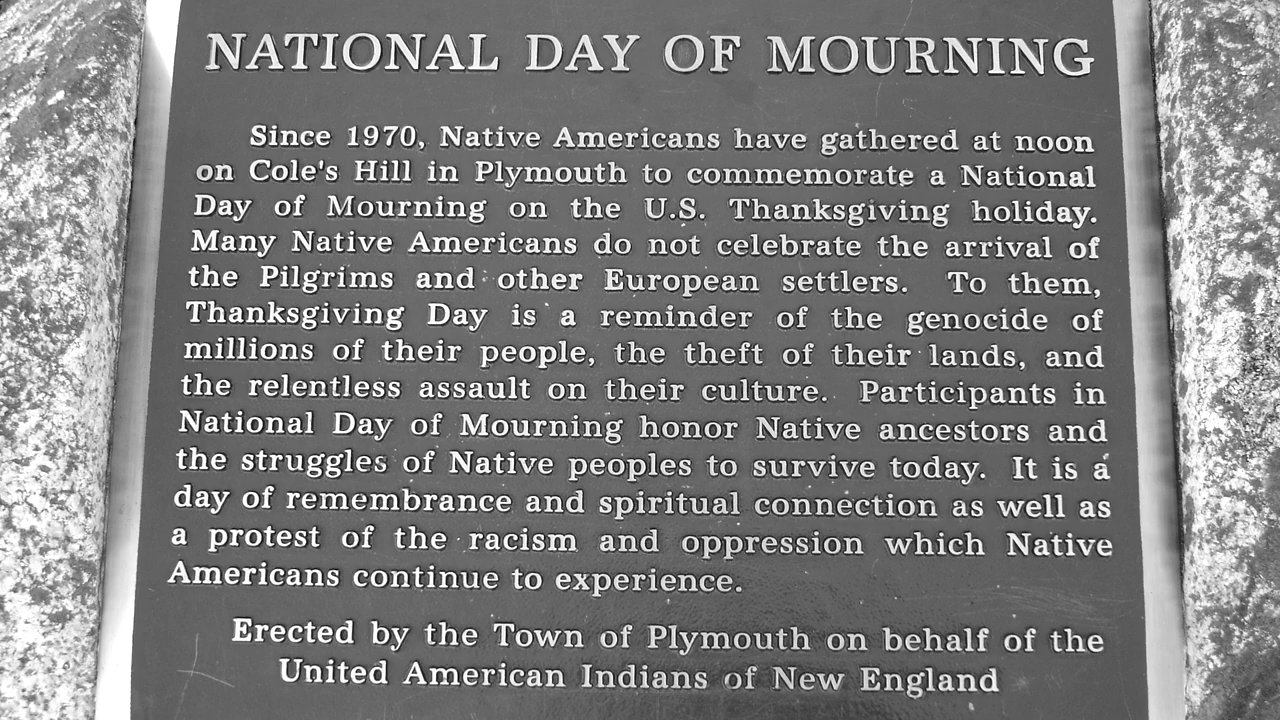 NATIONAL DAY OF MOURNING
Since 1970, Native Americans have gathered at noon
on Cole's Hill in Plymouth to commemorate a National
Day of Mourning on the U.S. Thanksgiving holiday.
Many Native Americans do not celebrate the arrival of
the Pilgrims and other European settlers. To them,
Thanksgiving Day is a reminder of the genocide of
millions of their people, the theft of their lands, and
the relentless assault on their culture. Participants in
National Day of Mourning honor Native ancestors and
the struggles of Native peoples to survive today. It is a
day of remembrance and spiritual connection as well as
a protest of the racism and oppression which Native
Americans continue to experience.
Erected by the Town of Plymouth on behalf of the
United American Indians of New England